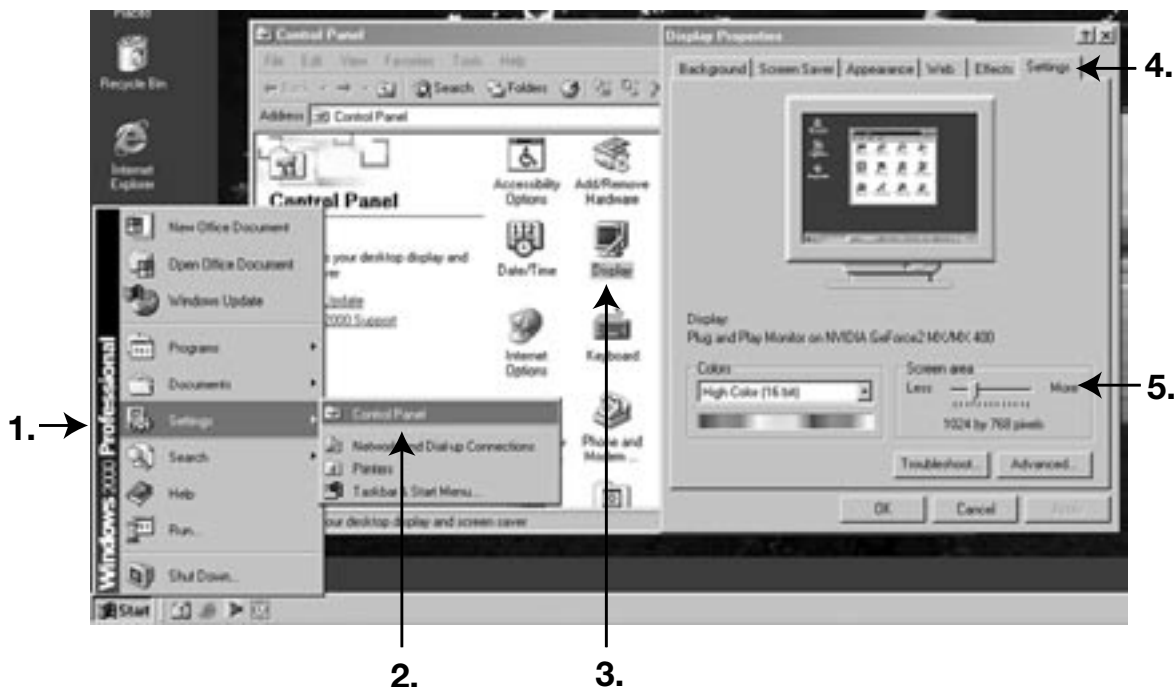 Places
Recycle Bin
Internet
Explorer
Control Panel
File Edit View Favorites Tools Help
Search Folders
Address Control Panel
Control Panel
your desktop display and
Update
2000 Support
Accessibility
Options
Add/Remove
Hardware
Date/Time
Display
Internet
Options
Keyboard
Phone and
Modem ...
your desktop display and screen saver
Display Properties
Background Screen Saver Appearance Web Effects Settings
Display:
Plug and Play Monitor on NVIDIA GeForce2 MX/MX 400
Colors
High Color (16 bit)
Screen area
Less More
1024 by 768 pixels
Troubleshoot... Advanced...
OK Cancel Apply
Windows 2000 Professional
New Office Document
Open Office Document
Windows Update
Programs
Documents
Settings
Search
Help
Run...
Shut Down...
Start
Control Panel
Network and Dial-up Connections
Printers
Taskbar & Start Menu...
1.
2.
3.
4.
5.